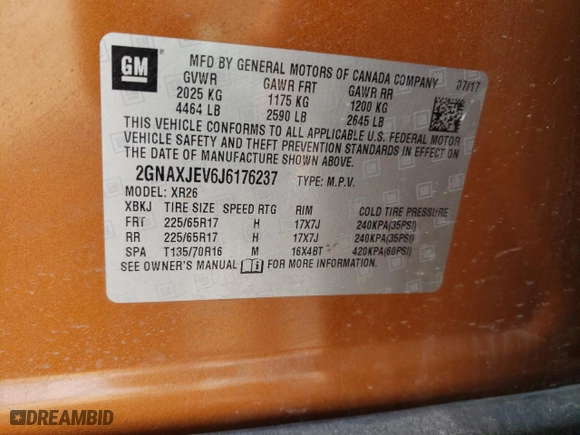 GM
MFD BY GENERAL MOTORS OF CANADA COMPANY
07/17
GVWR GAWR FRT GAWR RR
2025 KG 1175 KG 1200 KG
4464 LB 2590 LB 2645 LB
THIS VEHICLE CONFORMS TO ALL APPLICABLE U.S. FEDERAL MOTOR
VEHICLE SAFETY AND THEFT PREVENTION STANDARDS IN EFFECT ON
THE DATE OF MANUFACTURE SHOWN ABOVE.
2GNAXJEV6J6176237 TYPE: M.P.V.
MODEL: XR26
XBKJ TIRE SIZE SPEED RTG RIM COLD TIRE PRESSURE
FRT 225/65R17 H 17X7J 240KPA(35PSI)
RR 225/65R17 H 17X7J 240KPA(35PSI)
SPA T135/70R16 M 16X4BT 420KPA(60PSI)
SEE OWNER'S MANUAL FOR MORE INFORMATION
DREAMBID